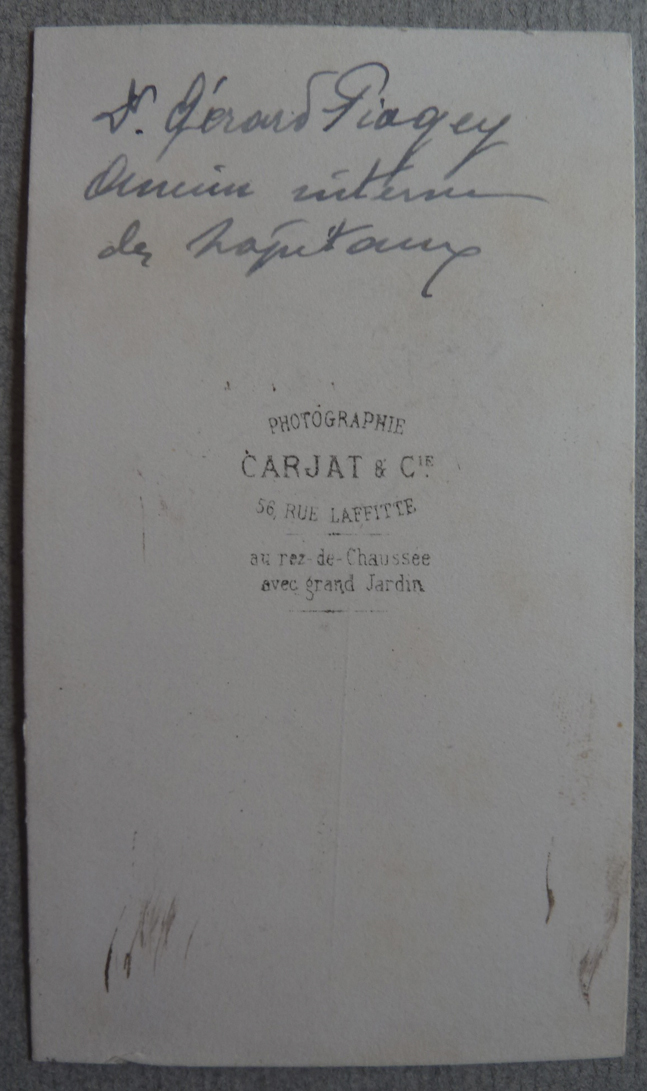 Dr. Gérard Piogey
Ancien interne
des hôpitaux
PHOTOGRAPHIE
CARJAT & CIE.
56, RUE LAFFITTE
au rez-de-Chaussée
avec grand Jardin